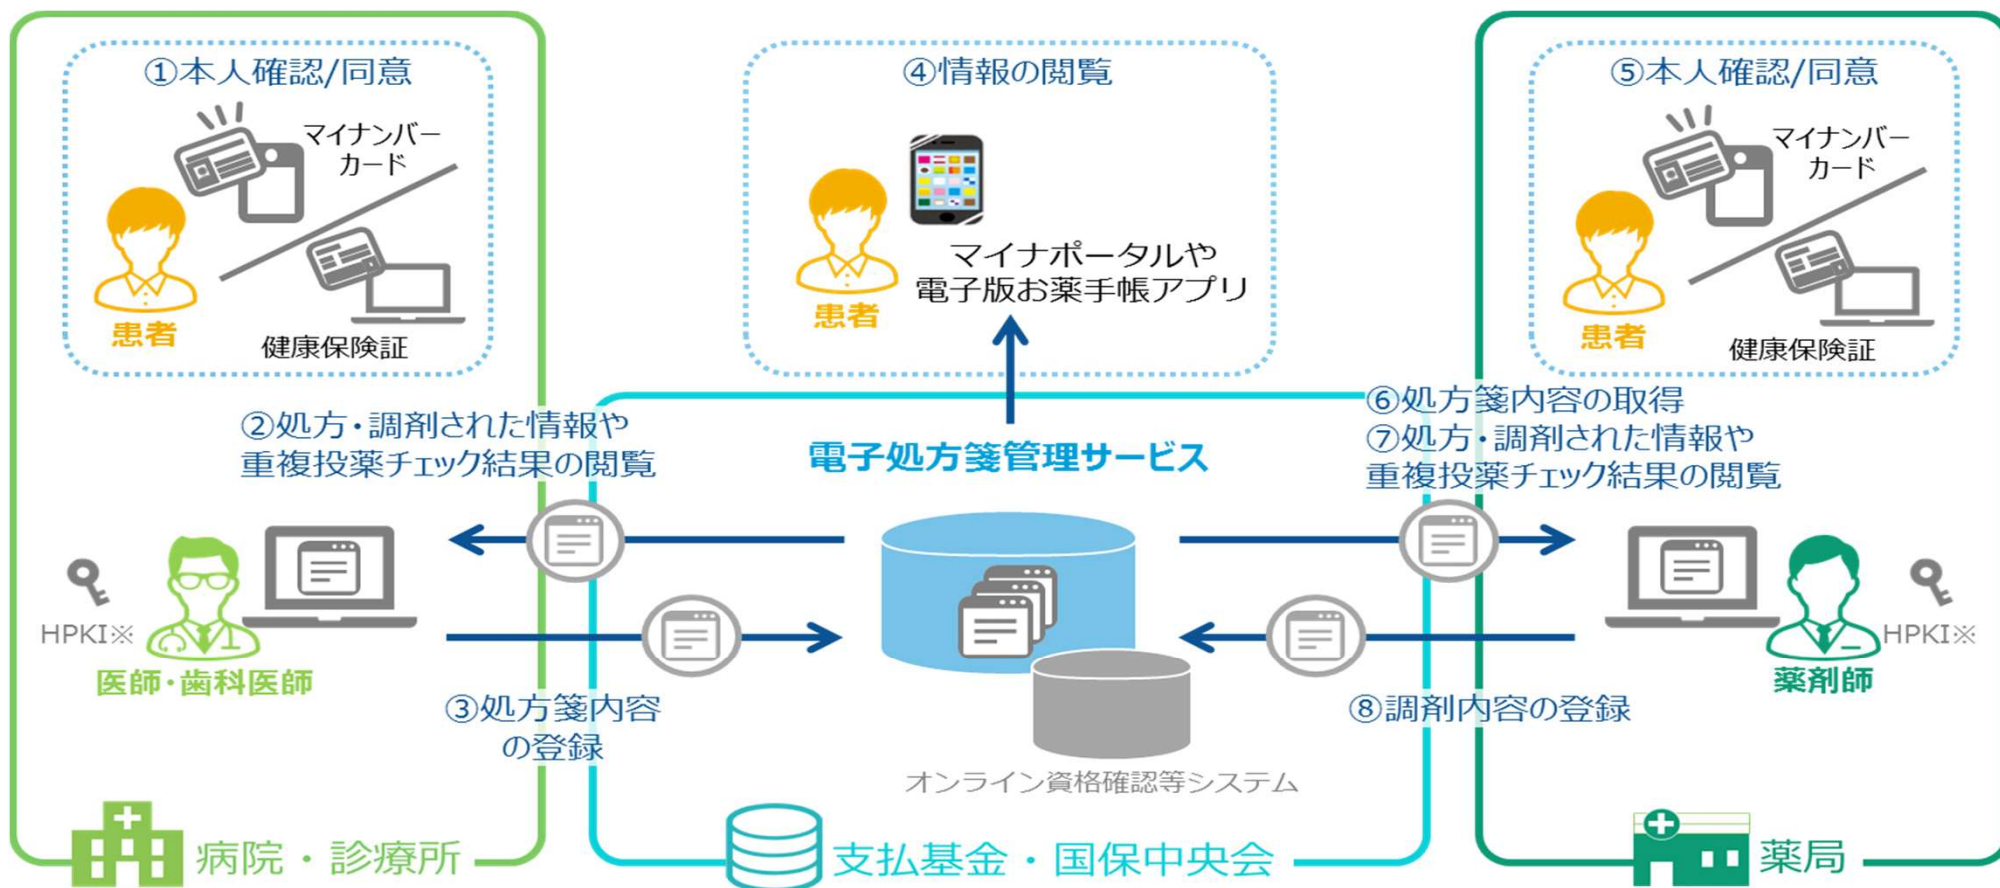 ①本人確認/同意
マイナンバー
カード
患者
健康保険証
②処方・調剤された情報や
重複投薬チェック結果の閲覧
HPKI※
医師・歯科医師
③処方箋内容
の登録
病院・診療所
④情報の閲覧
マイナポータルや
電子版お薬手帳アプリ
患者
電子処方箋管理サービス
オンライン資格確認等システム
支払基金・国保中央会
⑤本人確認/同意
マイナンバー
カード
患者
健康保険証
⑥処方箋内容の取得
⑦処方・調剤された情報や
重複投薬チェック結果の閲覧
HPKI※
薬剤師
⑧調剤内容の登録
薬局